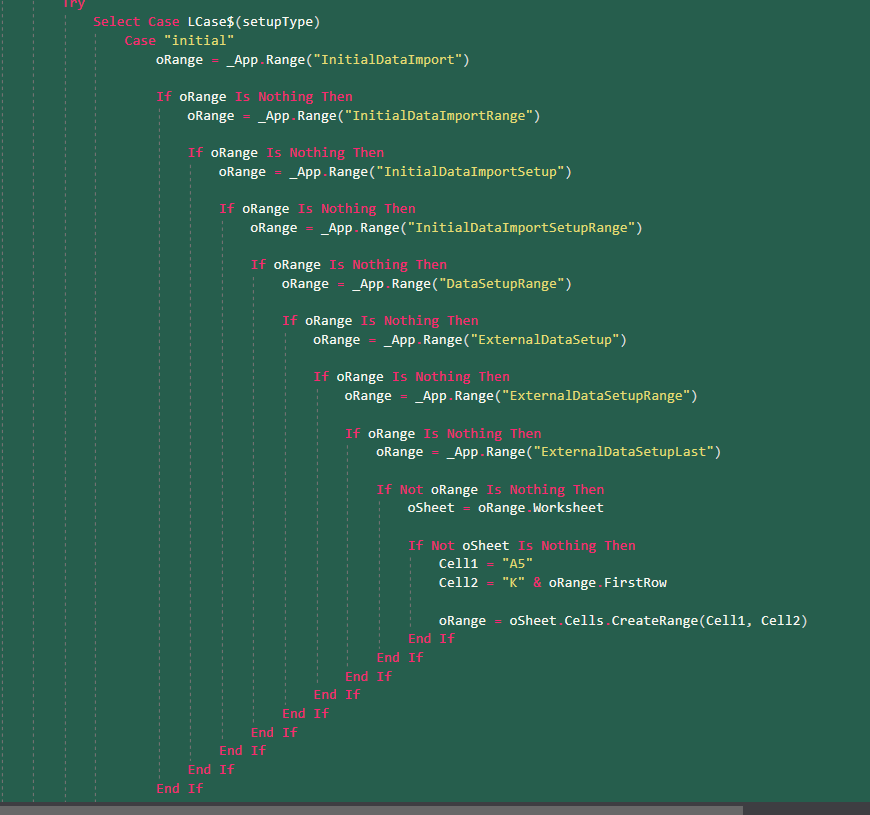 Try
Select Case LCase$(setupType)
Case "initial"
oRange = _App.Range("InitialDataImport")
If oRange Is Nothing Then
oRange = _App.Range("InitialDataImportRange")
If oRange Is Nothing Then
oRange = _App.Range("InitialDataImportSetup")
If oRange Is Nothing Then
oRange = _App.Range("InitialDataImportSetupRange")
If oRange Is Nothing Then
oRange = _App.Range("DataSetupRange")
If oRange Is Nothing Then
oRange = _App.Range("ExternalDataSetup")
If oRange Is Nothing Then
oRange = _App.Range("ExternalDataSetupRange")
If oRange Is Nothing Then
oRange = _App.Range("ExternalDataSetupLast")
If Not oRange Is Nothing Then
oSheet = oRange.Worksheet
If Not oSheet Is Nothing Then
Cell1 = "A5"
Cell2 = "K" & oRange.FirstRow
oRange = oSheet.Cells.CreateRange(Cell1, Cell2)
End If
End If
End If
End If
End If
End If
End If
End If
End If